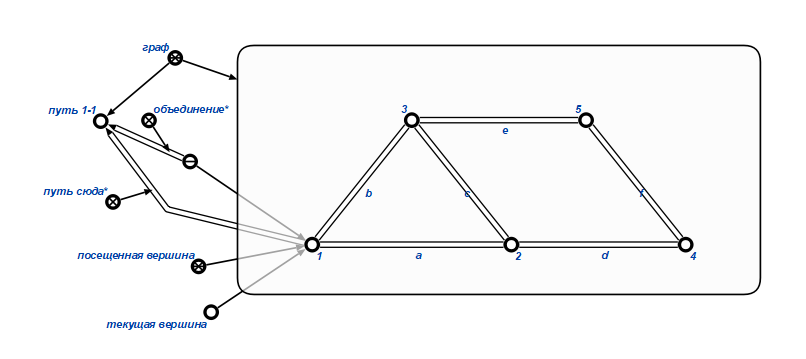 граф
путь 1-1
объединение*
путь сюда*
посещенная вершина
текущая вершина
3
5
e
b
c
f
1
a
2
d
4